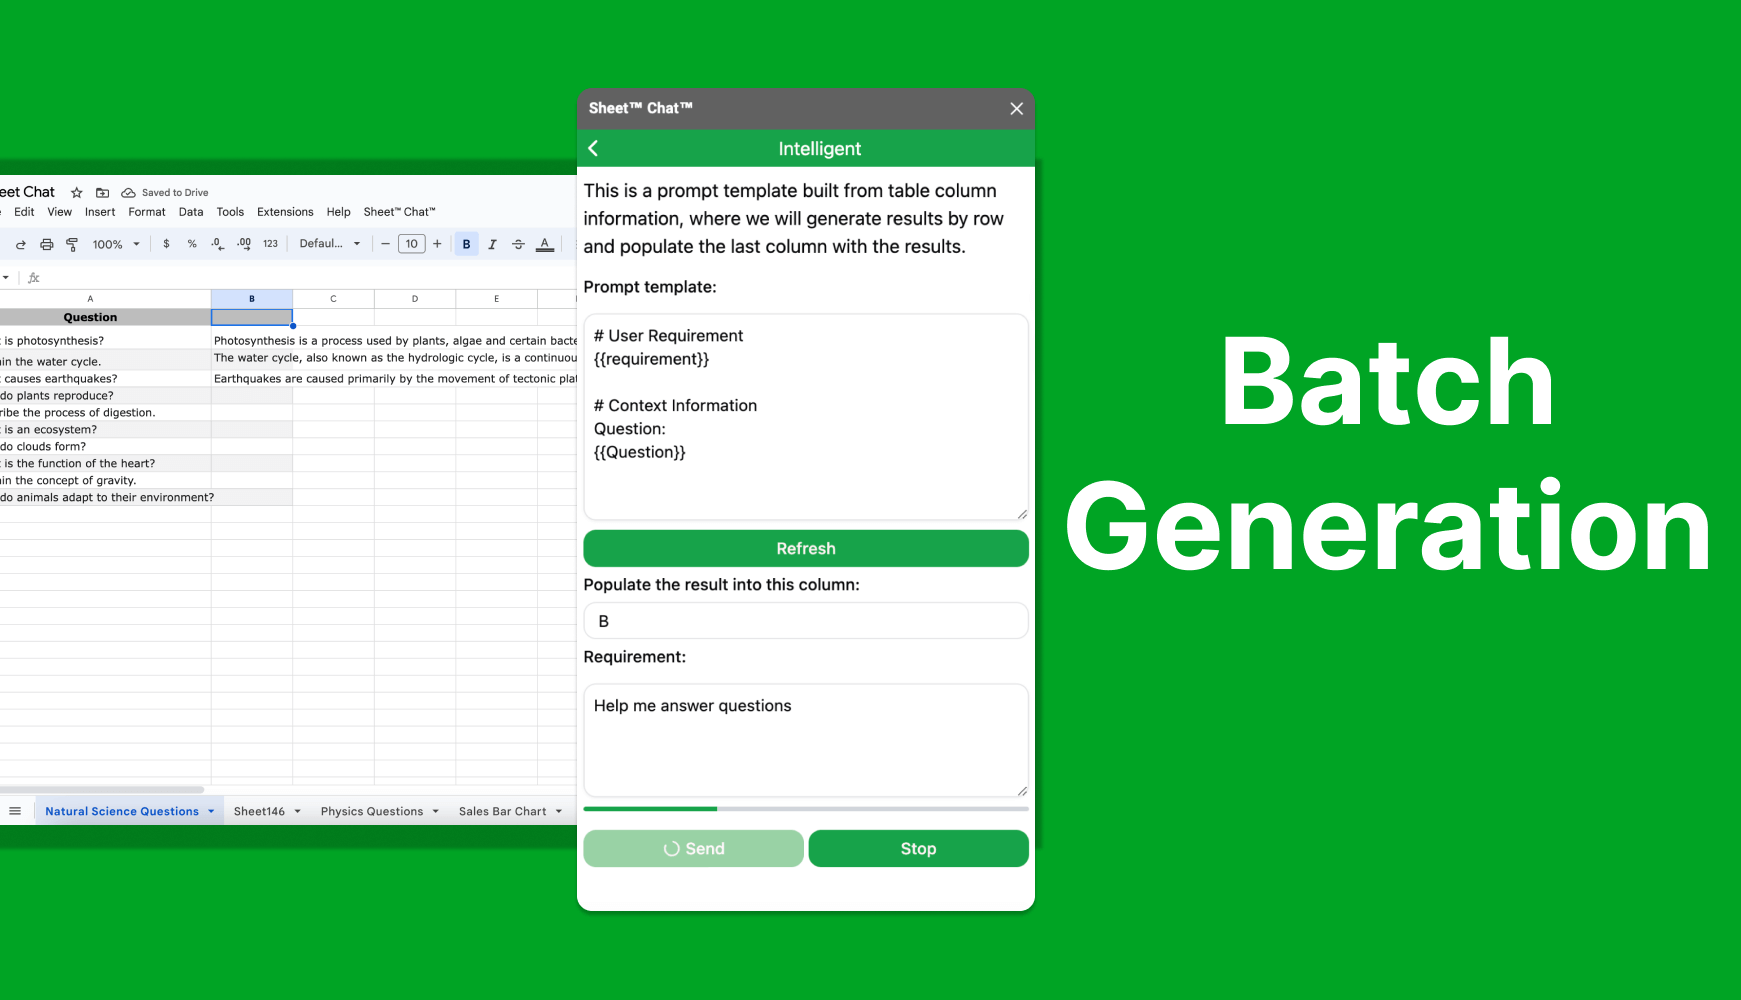 Sheet™ Chat™
Intelligent
This is a prompt template built from table column
information, where we will generate results by row
and populate the last column with the results.
Prompt template:
# User Requirement
{{requirement}}
# Context Information
Question:
{{Question}}
Refresh
Populate the result into this column:
B
Requirement:
Help me answer questions
Send
Stop
eet Chat
Saved to Drive
Edit View Insert Format Data Tools Extensions Help Sheet™ Chat™
100% $ % .0 .00 123 Defaul... − 10 + B I S A
fx
A B C D E
Question
is photosynthesis? Photosynthesis is a process used by plants, algae and certain bacte
in the water cycle. The water cycle, also known as the hydrologic cycle, is a continuou
causes earthquakes? Earthquakes are caused primarily by the movement of tectonic plat
do plants reproduce?
ribe the process of digestion.
is an ecosystem?
do clouds form?
is the function of the heart?
in the concept of gravity.
do animals adapt to their environment?
Natural Science Questions Sheet146 Physics Questions Sales Bar Chart
Batch
Generation